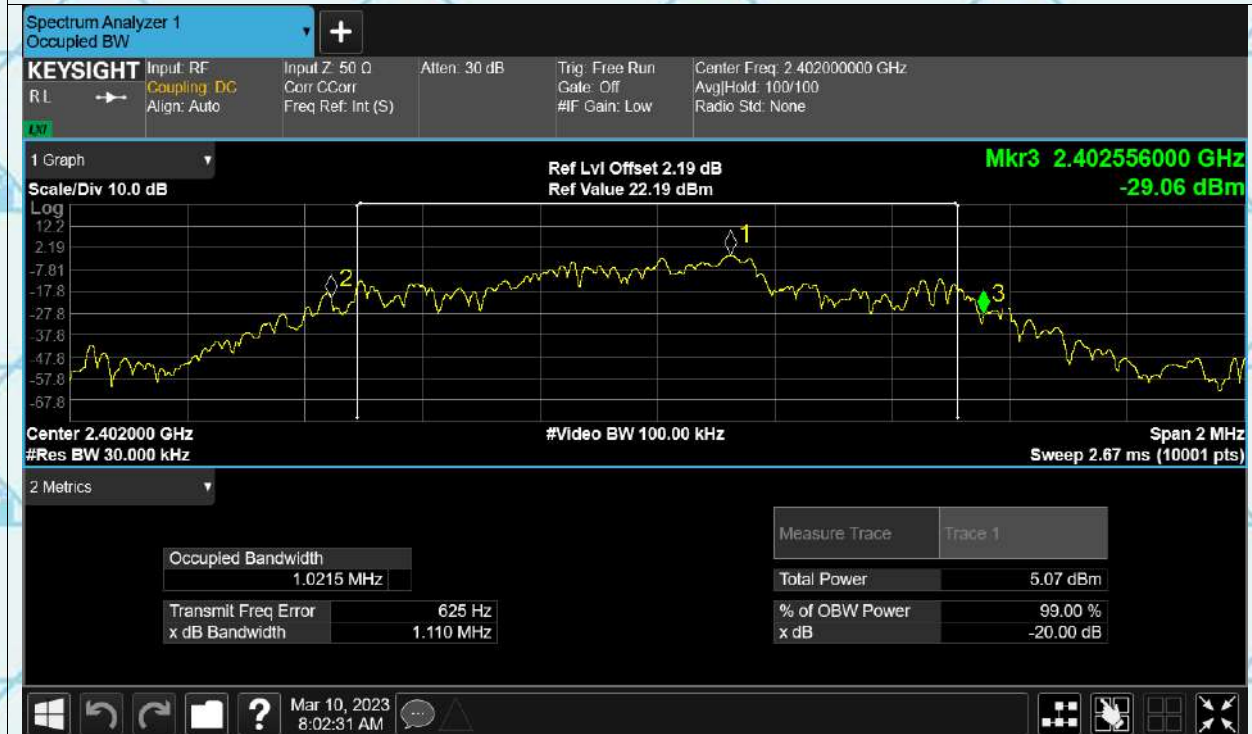 Spectrum Analyzer 1
Occupied BW
KEYSIGHT
RL
LXI
Input: RF
Coupling: DC
Align: Auto
Input Z: 50 Ω
Corr CCorr
Freq Ref: Int (S)
Atten: 30 dB
Trig: Free Run
Gate: Off
#IF Gain: Low
Center Freq: 2.402000000 GHz
Avg|Hold: 100/100
Radio Std: None
1 Graph
Scale/Div 10.0 dB
Ref Lvl Offset 2.19 dB
Ref Value 22.19 dBm
Mkr3 2.402556000 GHz
-29.06 dBm
Log
12.2
2.19
-7.81
-17.8
-27.8
-37.8
-47.8
-57.8
-67.8
1
2
3
Center 2.402000 GHz
#Video BW 100.00 kHz
Span 2 MHz
#Res BW 30.000 kHz
Sweep 2.67 ms (10001 pts)
2 Metrics
Measure Trace Trace 1
Occupied Bandwidth
1.0215 MHz
Total Power 5.07 dBm
Transmit Freq Error 625 Hz
% of OBW Power 99.00 %
x dB Bandwidth 1.110 MHz
x dB -20.00 dB
Mar 10, 2023
8:02:31 AM